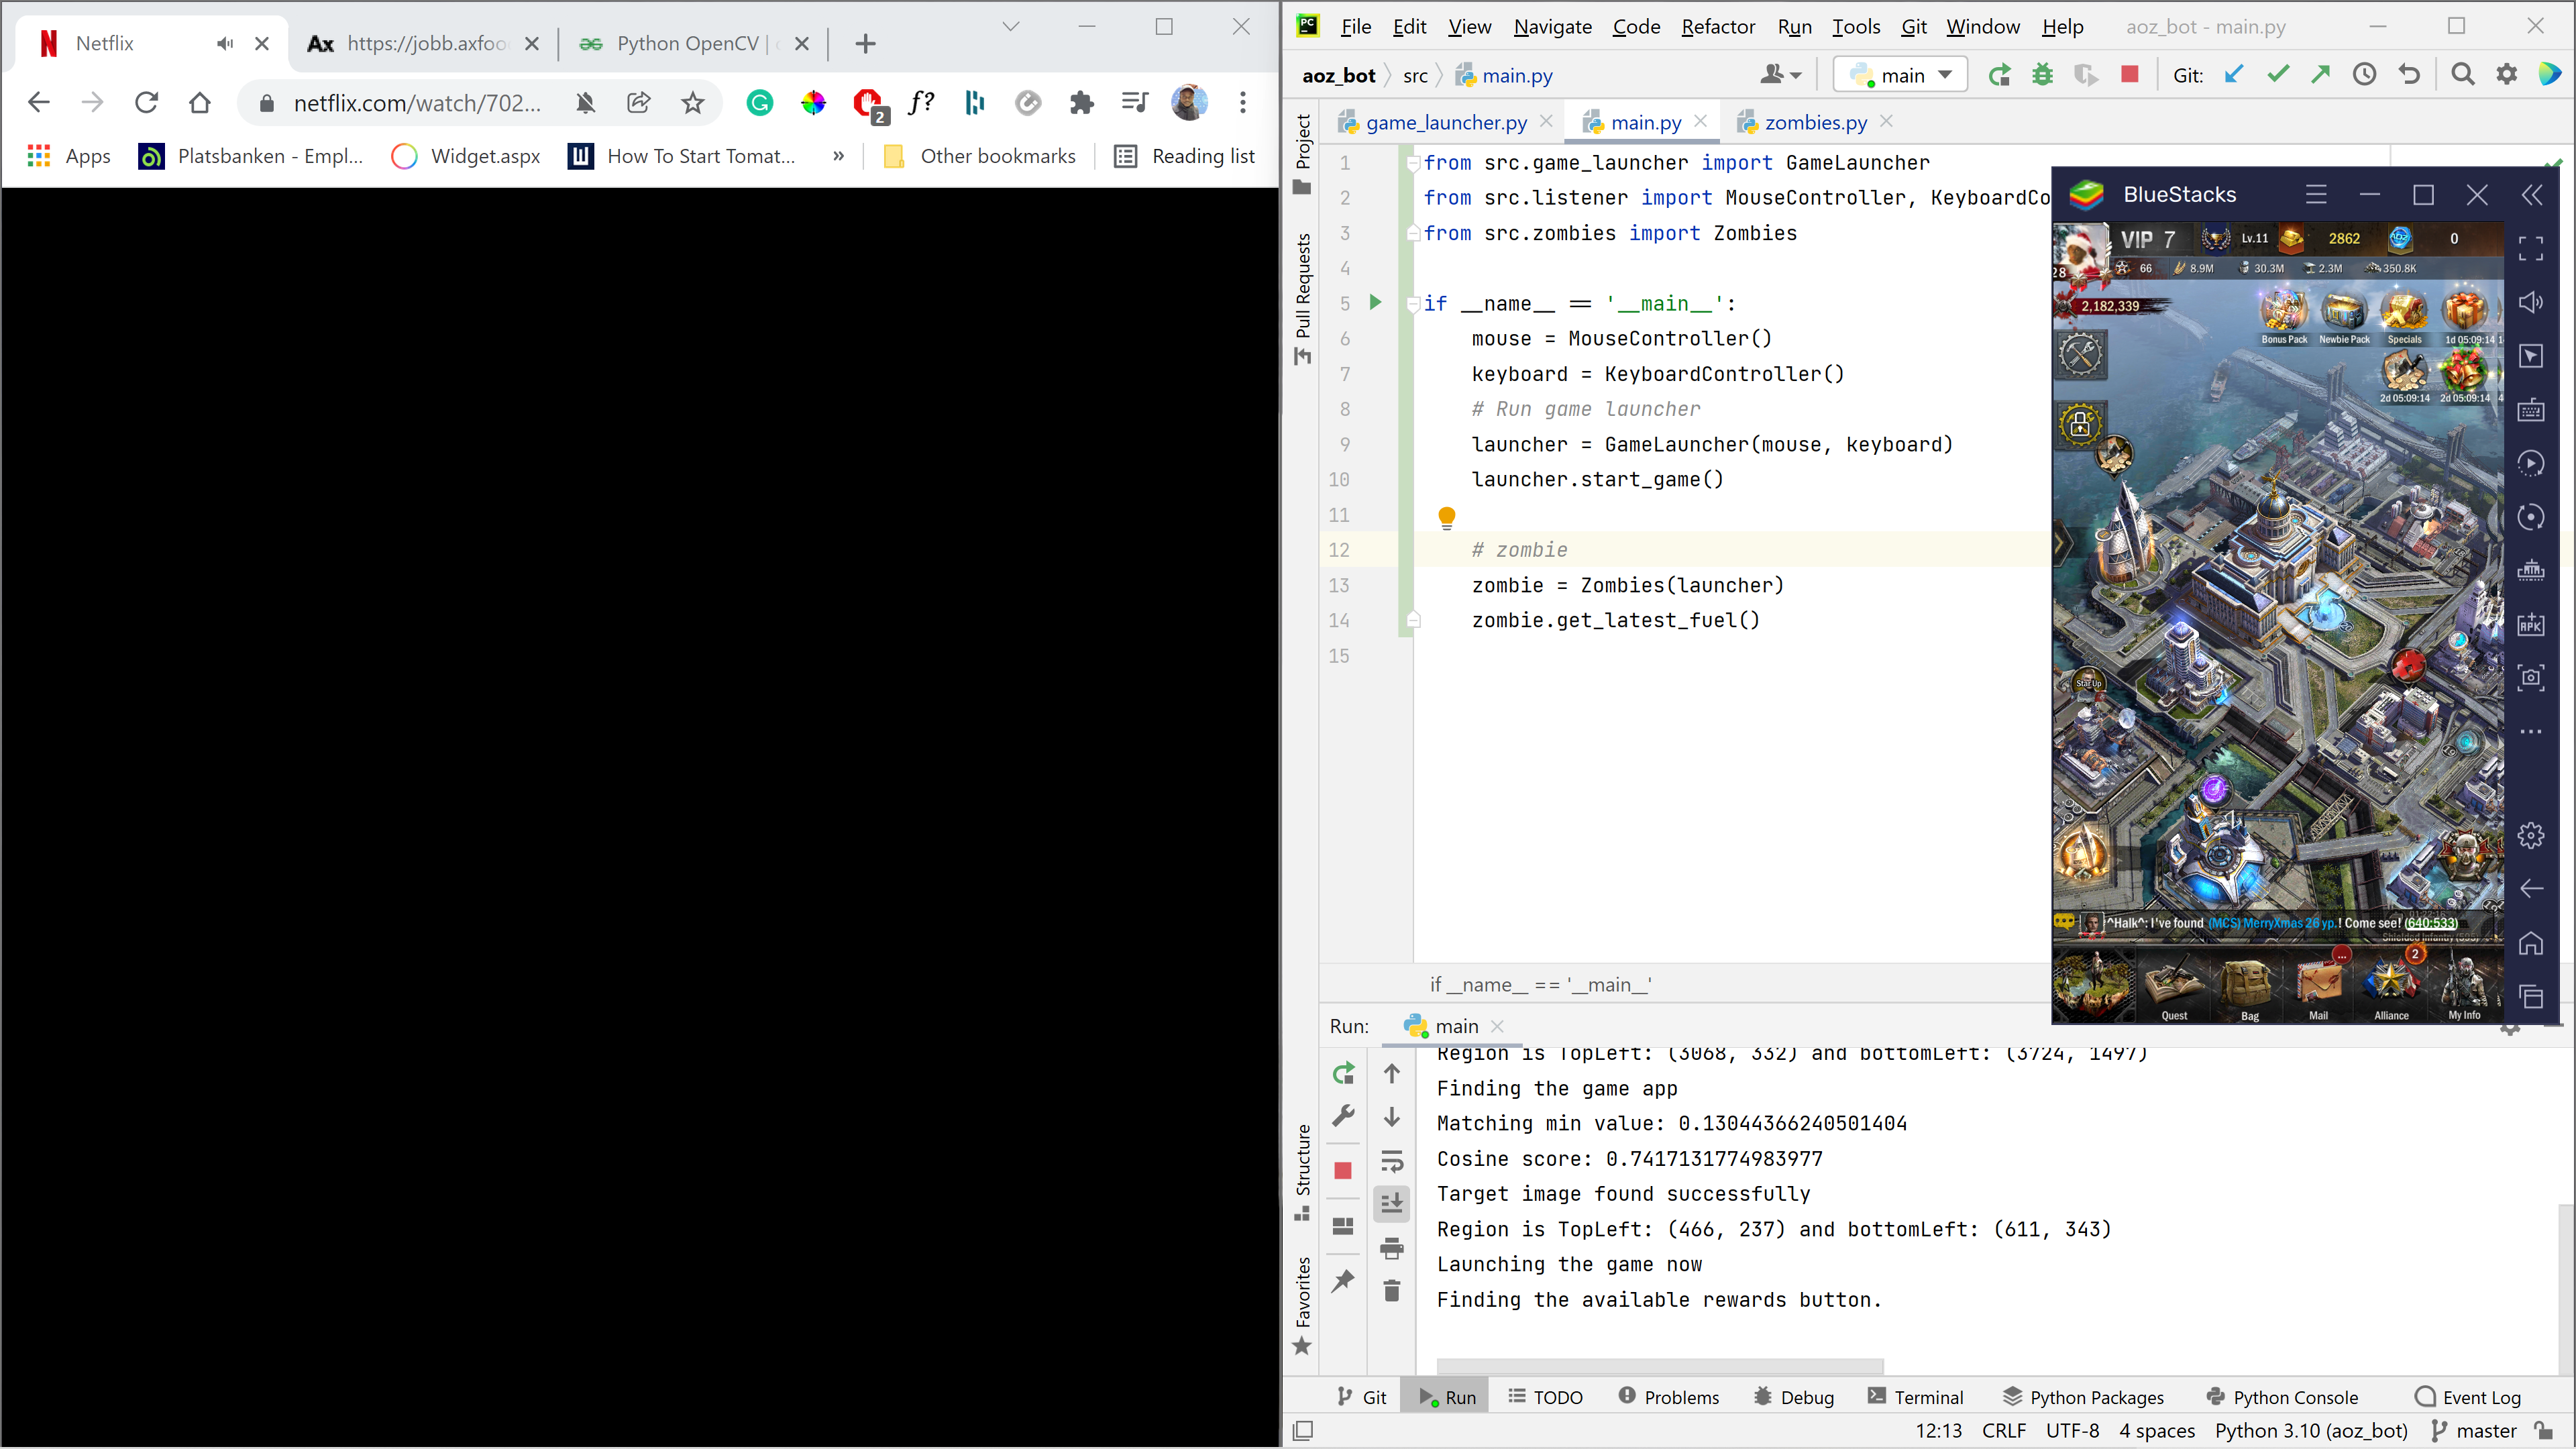 Netflix
https://jobb.axfoo
Python OpenCV |
netflix.com/watch/702...
2
Apps
Platsbanken - Empl...
Widget.aspx
How To Start Tomat...
»
Other bookmarks
Reading list
File Edit View Navigate Code Refactor Run Tools Git Window Help
aoz_bot - main.py
aoz_bot src main.py
main
Git:
game_launcher.py
main.py
zombies.py
Project
Pull Requests
Structure
Favorites
1 from src.game_launcher import GameLauncher
2 from src.listener import MouseController, KeyboardCo
3 from src.zombies import Zombies
4
5 if __name__ == '__main__':
6 mouse = MouseController()
7 keyboard = KeyboardController()
8 # Run game launcher
9 launcher = GameLauncher(mouse, keyboard)
10 launcher.start_game()
11
12 # zombie
13 zombie = Zombies(launcher)
14 zombie.get_latest_fuel()
15
if __name__ == '__main__'
BlueStacks
VIP 7
Lv.11
2862
0
28
66
8.9M
30.3M
2.3M
350.8K
2,182,339
Bonus Pack
Newbie Pack
Specials
1d 05:09:14
2d 05:09:14
2d 05:09:14
Star Up
^Halk^: I've found (MCS) MerryXmas 26 yp.! Come see! (640:533)
2
Quest
Bag
Mail
Alliance
My Info
APK
Run:
main
Region is TopLeft: (3068, 332) and bottomLeft: (3724, 1497)
Finding the game app
Matching min value: 0.13044366240501404
Cosine score: 0.7417131774983977
Target image found successfully
Region is TopLeft: (466, 237) and bottomLeft: (611, 343)
Launching the game now
Finding the available rewards button.
Git
Run
TODO
Problems
Debug
Terminal
Python Packages
Python Console
Event Log
12:13 CRLF UTF-8 4 spaces Python 3.10 (aoz_bot) master